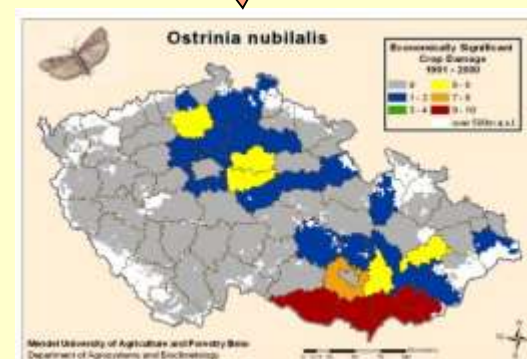 Ostrinia nubilalis
Economically Significant
Crop Damage
1991 - 2000
0
1 - 2
3 - 4
5 - 6
7 - 8
9 - 10
over 500m a.s.l.
Mendel University of Agriculture and Forestry Brno
Department of Agrosystems and Bioclimatology